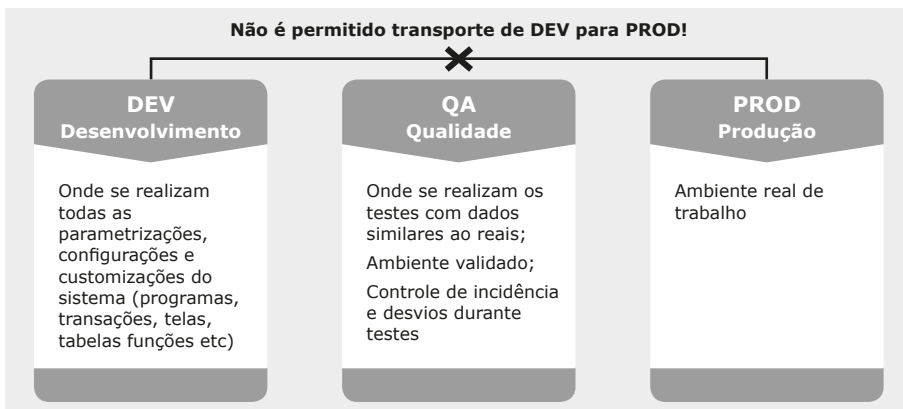 Não é permitido transporte de DEV para PROD!
DEV
Desenvolvimento
Onde se realizam
todas as
parametrizações,
configurações e
customizações do
sistema (programas,
transações, telas,
tabelas funções etc)
QA
Qualidade
Onde se realizam os
testes com dados
similares ao reais;
Ambiente validado;
Controle de incidência
e desvios durante
testes
PROD
Produção
Ambiente real de
trabalho